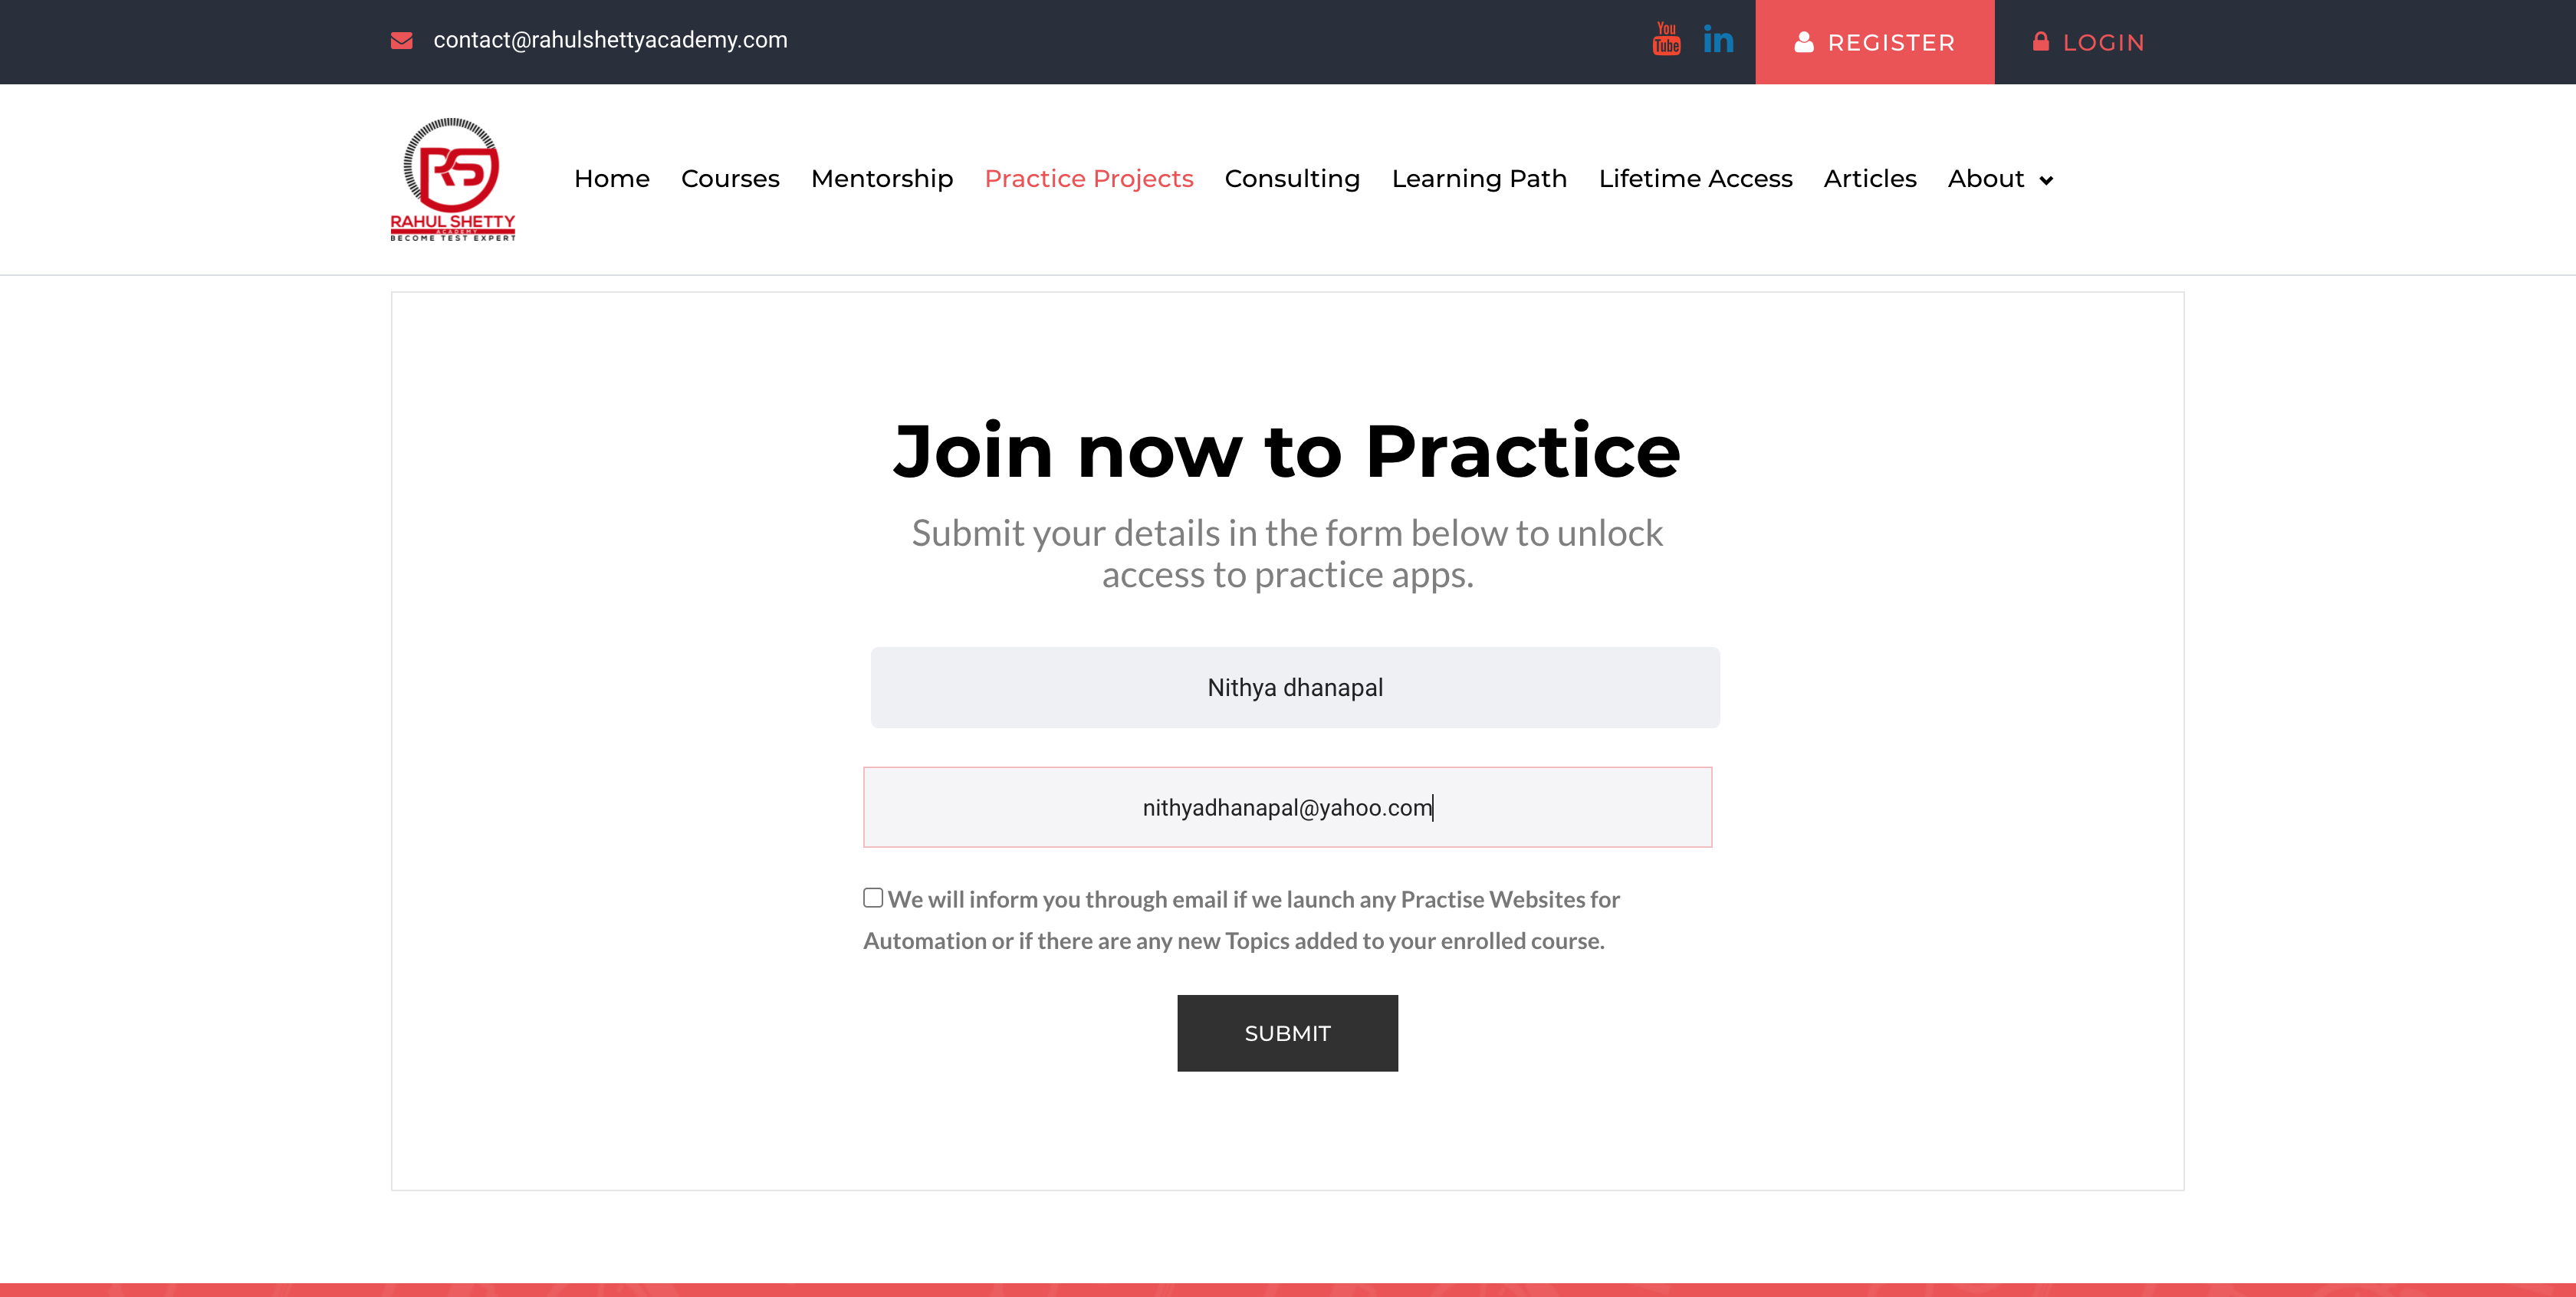 contact@rahulshettyacademy.com
You
Tube
in
REGISTER
LOGIN
RS
RAHUL SHETTY
ACADEMY
BECOME TEST EXPERT
Home Courses Mentorship Practice Projects Consulting Learning Path Lifetime Access Articles About
Join now to Practice
Submit your details in the form below to unlock
access to practice apps.
Nithya dhanapal
nithyadhanapal@yahoo.com
We will inform you through email if we launch any Practise Websites for
Automation or if there are any new Topics added to your enrolled course.
SUBMIT